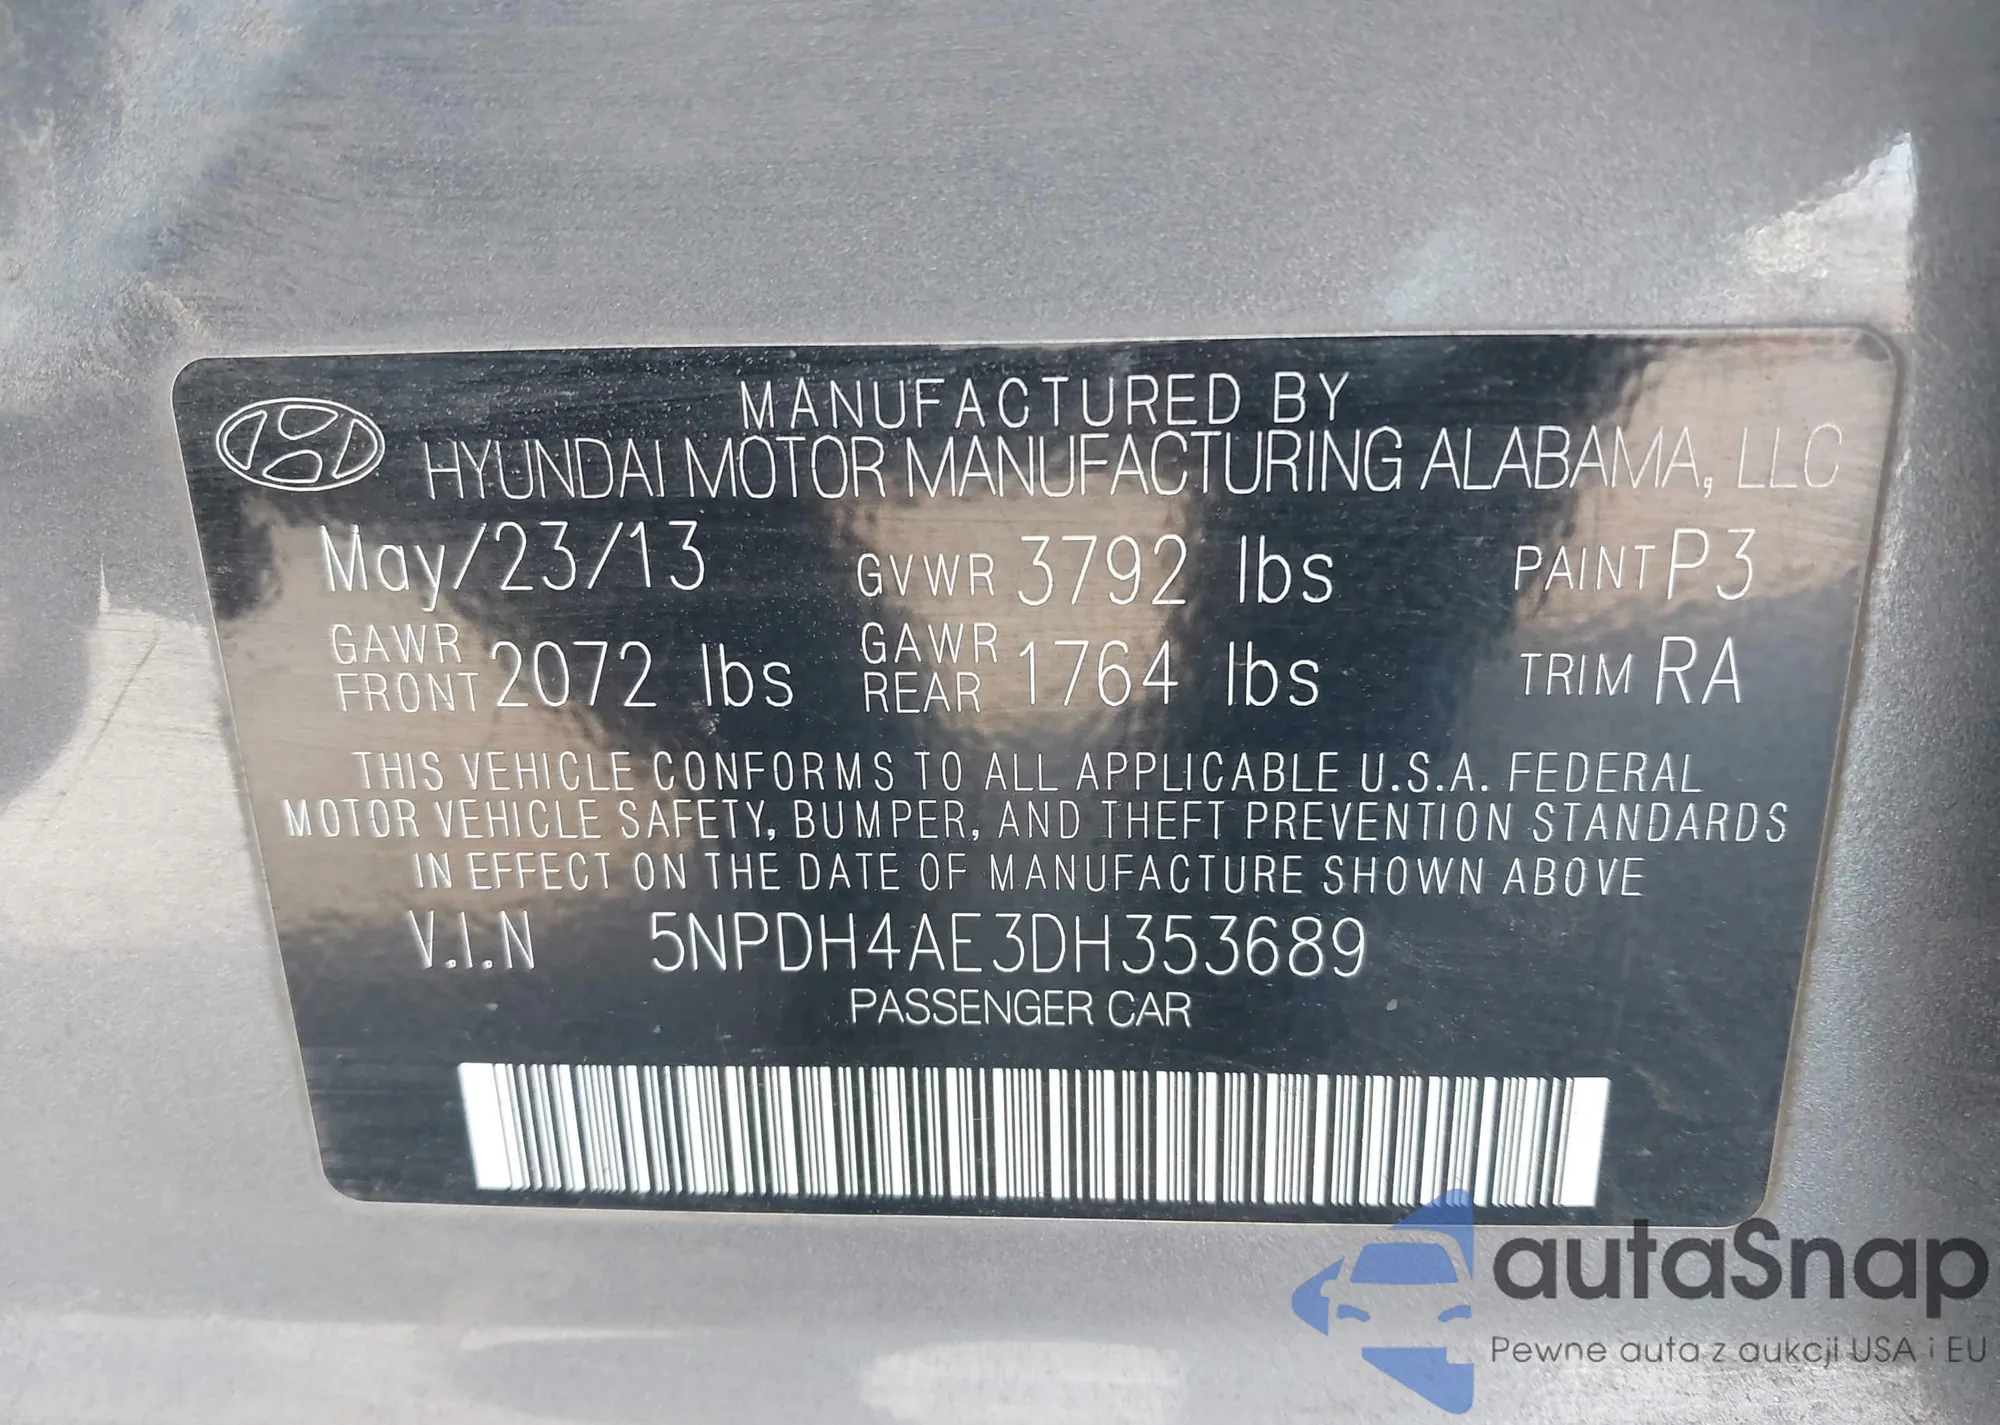 MANUFACTURED BY
HYUNDAI MOTOR MANUFACTURING ALABAMA, LLC
May/23/13 GVWR 3792 lbs PAINT P3
GAWR FRONT 2072 lbs GAWR REAR 1764 lbs TRIM RA
THIS VEHICLE CONFORMS TO ALL APPLICABLE U.S.A. FEDERAL
MOTOR VEHICLE SAFETY, BUMPER, AND THEFT PREVENTION STANDARDS
IN EFFECT ON THE DATE OF MANUFACTURE SHOWN ABOVE
V.I.N 5NPDH4AE3DH353689
PASSENGER CAR
autaSnap
Pewne auta z aukcji USA i EU